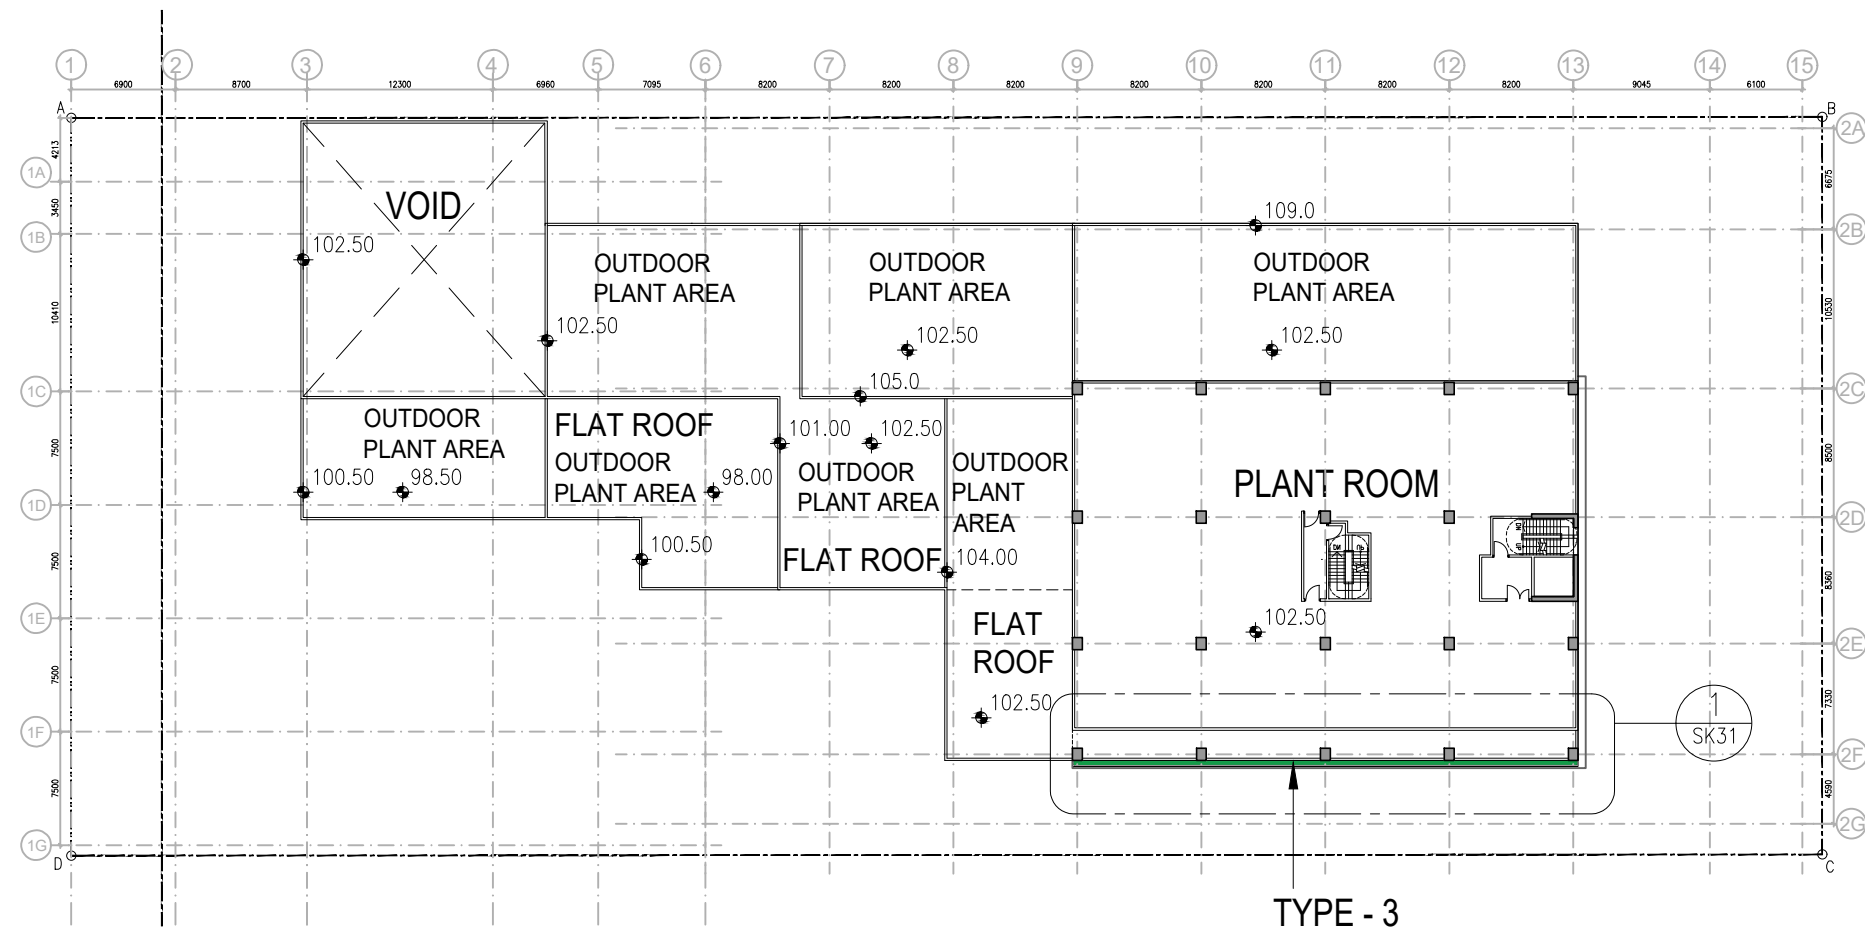 1 2 3 4 5 6 7 8 9 10 11 12 13 14 15
6900 8700 12300 6960 7095 8200 8200 8200 8200 8200 8200 8200 9045 6100
A B
2A
4213
1A
6675
3450
VOID
109.0
1B
2B
102.50
OUTDOOR
PLANT AREA
OUTDOOR
PLANT AREA
OUTDOOR
PLANT AREA
10410
10530
102.50
102.50
102.50
1C
105.0
2C
OUTDOOR
PLANT AREA
FLAT ROOF
101.00
102.50
7500
8500
OUTDOOR
PLANT AREA
OUTDOOR
PLANT AREA
OUTDOOR
PLANT
AREA
PLANT ROOM
100.50
98.50
98.00
1D
2D
DN
UP
DN
UP
100.50
FLAT ROOF
104.00
7500
8360
1E
102.50
FLAT
ROOF
2E
7500
102.50
7330
1
SK31
1F
2F
7500
4590
1G
2G
D
C
TYPE - 3